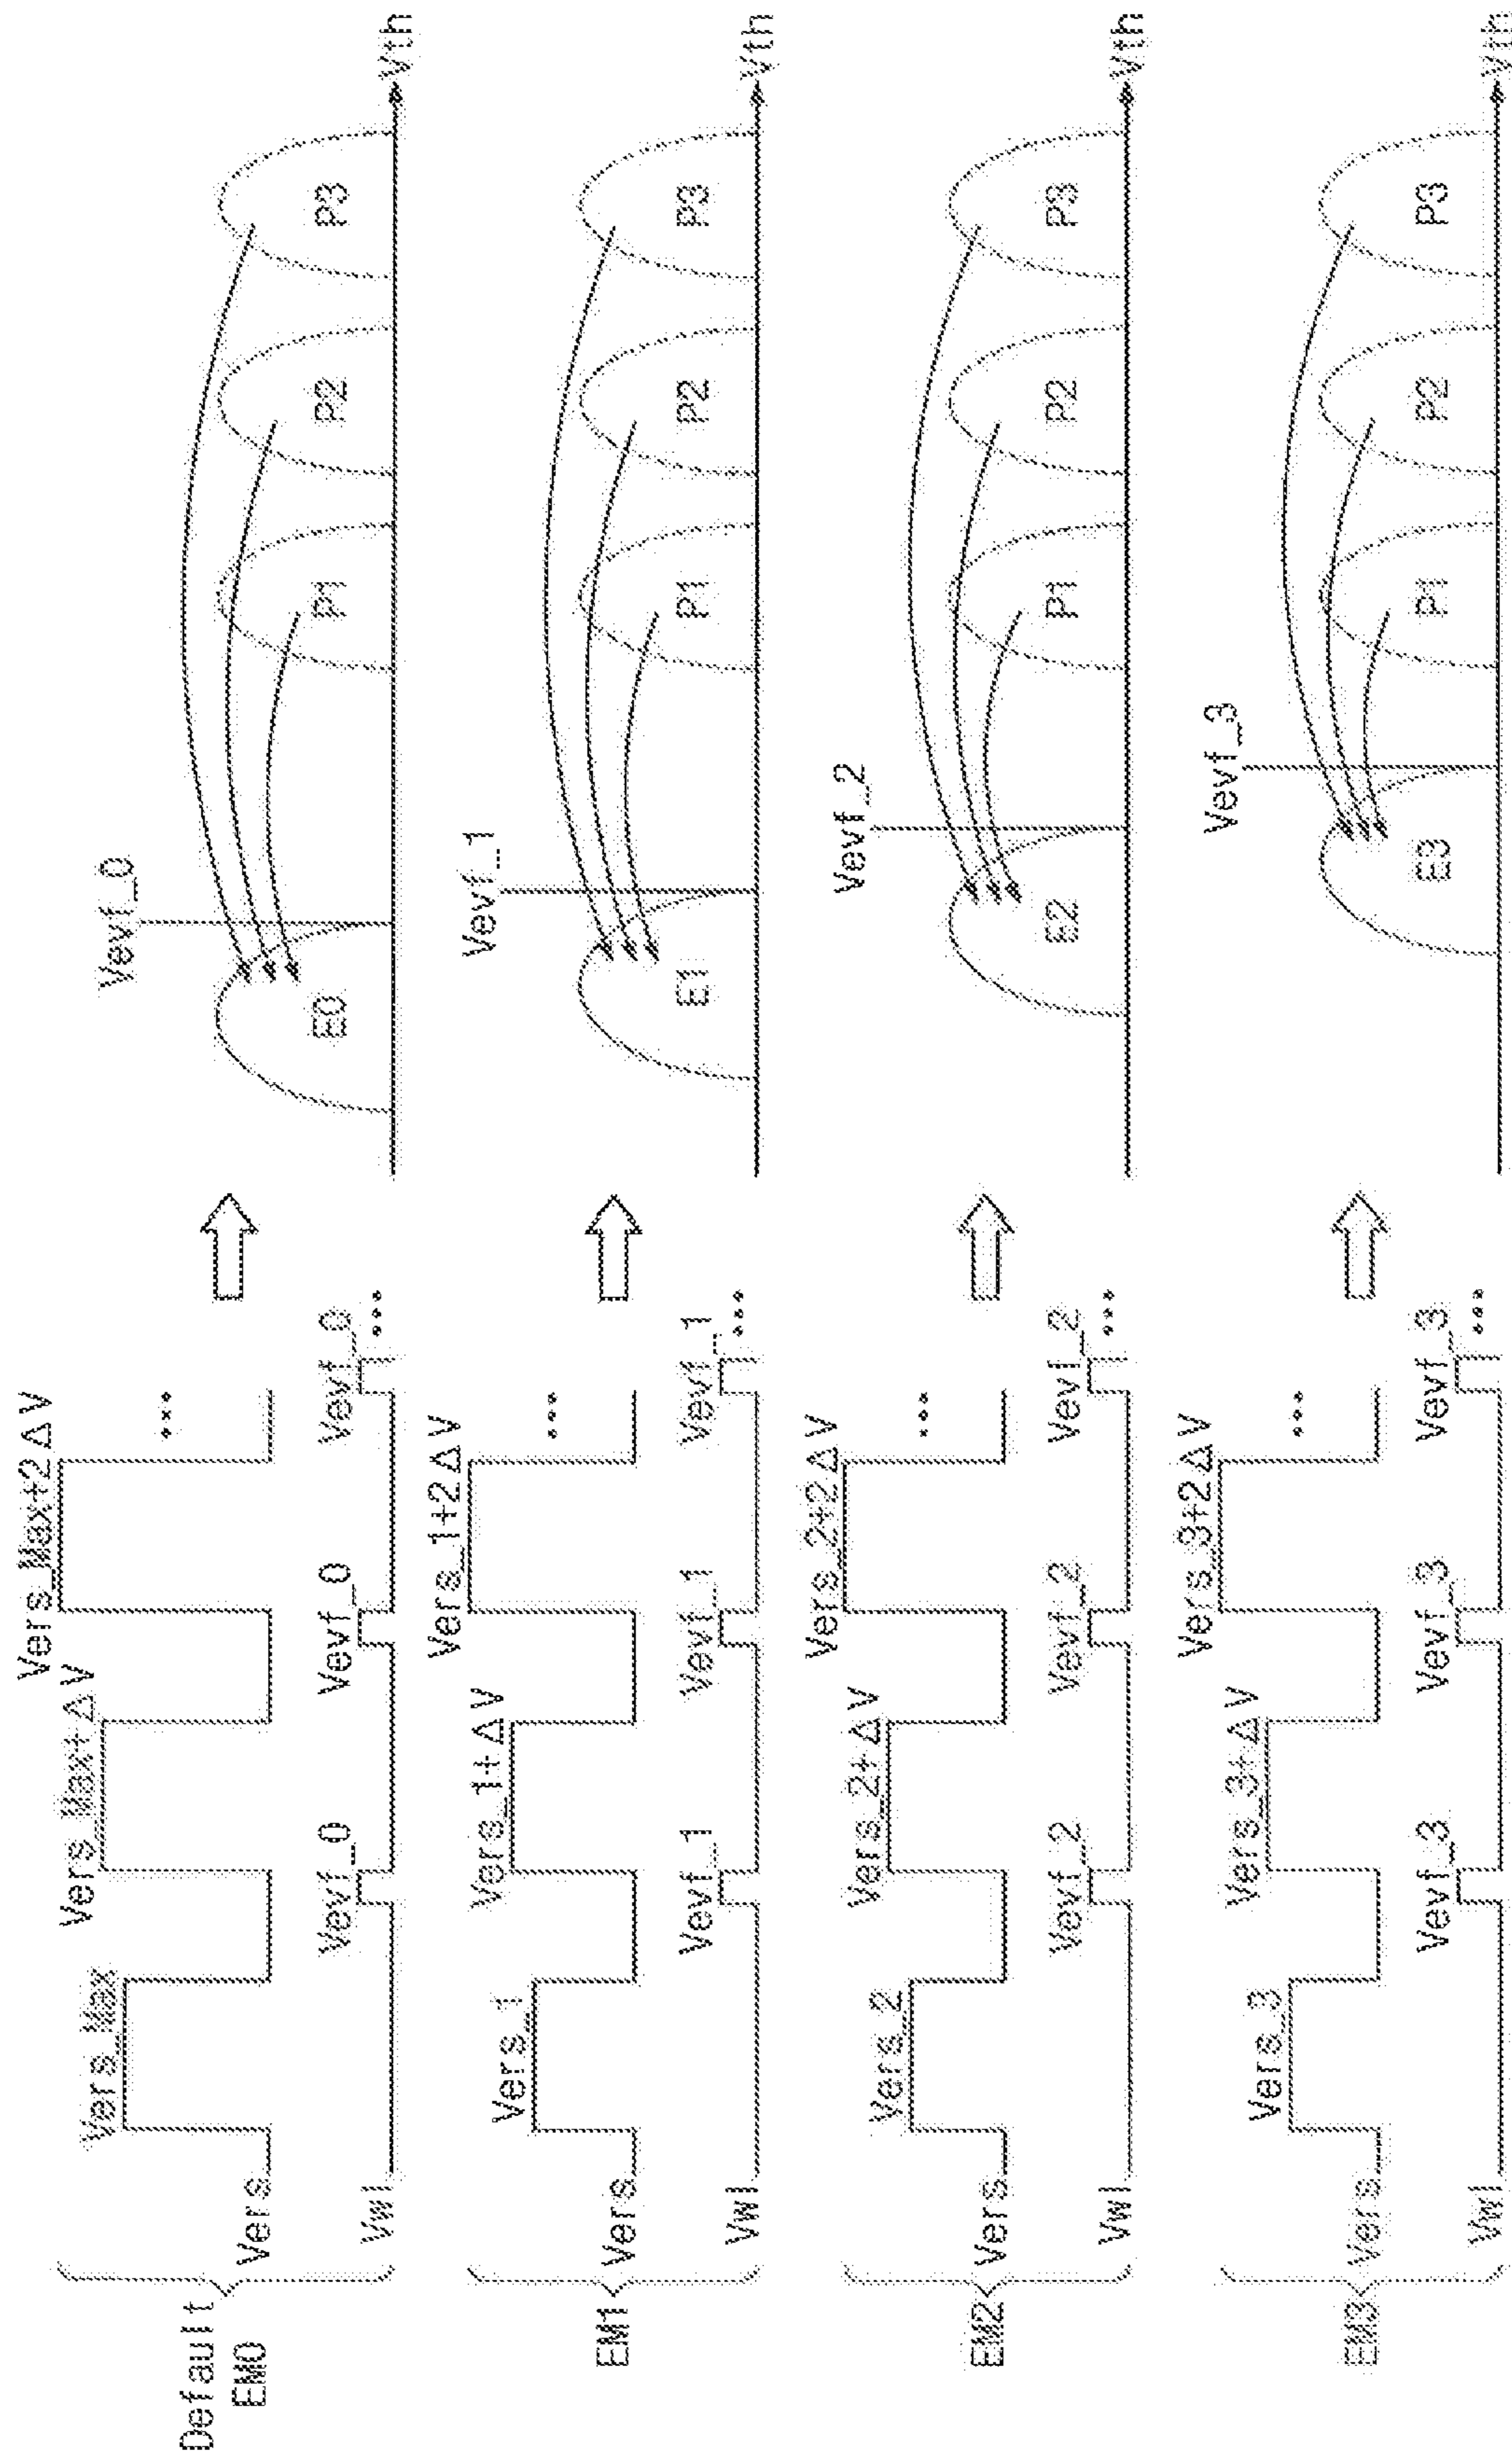 Default
EM0
Vers
Vers_Max
Vers_Max+ΔV
Vers_Max+2ΔV
...
Vwl
Vevf_0
Vevf_0
Vevf_0
...
Vevf_0
E0
P1
P2
P3
Vth
EM1
Vers
Vers_1
Vers_1+ΔV
Vers_1+2ΔV
...
Vwl
Vevf_1
Vevf_1
Vevf_1
...
Vevf_1
E1
P1
P2
P3
Vth
EM2
Vers
Vers_2
Vers_2+ΔV
Vers_2+2ΔV
...
Vwl
Vevf_2
Vevf_2
Vevf_2
...
Vevf_2
E2
P1
P2
P3
Vth
EM3
Vers
Vers_3
Vers_3+ΔV
Vers_3+2ΔV
...
Vwl
Vevf_3
Vevf_3
Vevf_3
...
Vevf_3
E3
P1
P2
P3
Vth